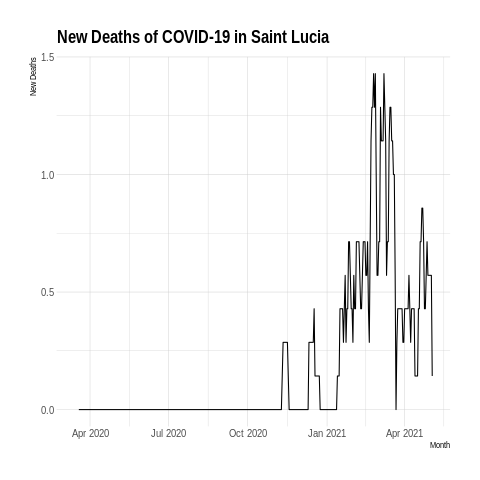 New Deaths of COVID-19 in Saint Lucia
New Deaths
1.5
1.0
0.5
0.0
Apr 2020 Jul 2020 Oct 2020 Jan 2021 Apr 2021
Month